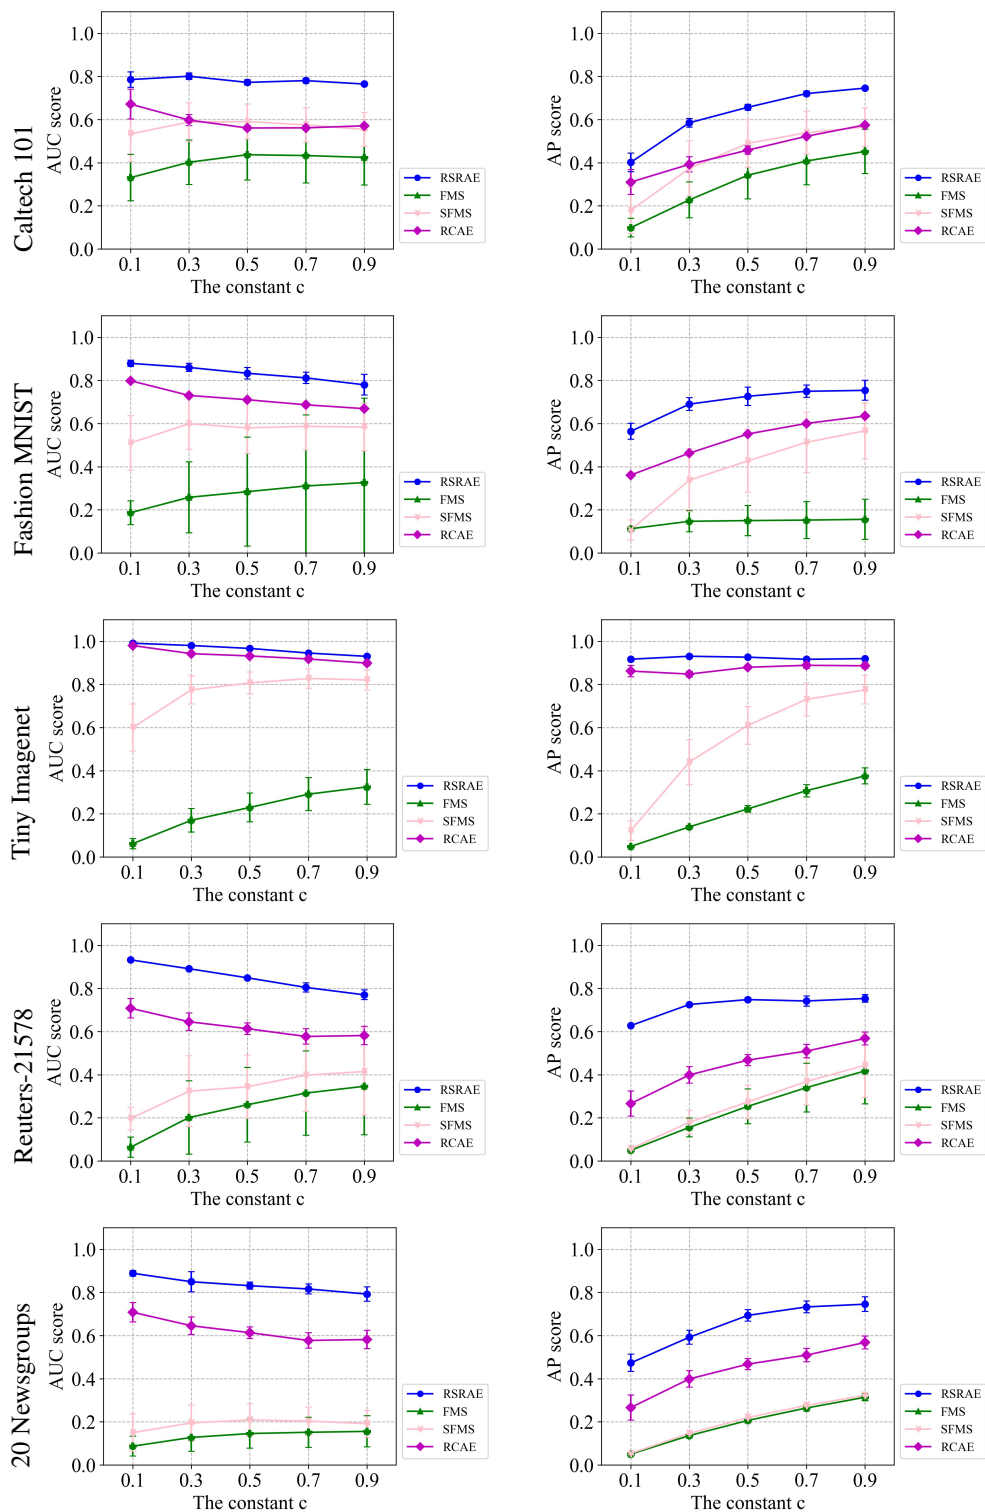 Caltech 101
AUC score
1.0
0.8
0.6
0.4
0.2
0.0
0.1 0.3 0.5 0.7 0.9
The constant c
RSRAE
FMS
SFMS
RCAE
AP score
1.0
0.8
0.6
0.4
0.2
0.0
0.1 0.3 0.5 0.7 0.9
The constant c
RSRAE
FMS
SFMS
RCAE
Fashion MNIST
AUC score
1.0
0.8
0.6
0.4
0.2
0.0
0.1 0.3 0.5 0.7 0.9
The constant c
RSRAE
FMS
SFMS
RCAE
AP score
1.0
0.8
0.6
0.4
0.2
0.0
0.1 0.3 0.5 0.7 0.9
The constant c
RSRAE
FMS
SFMS
RCAE
Tiny Imagenet
AUC score
1.0
0.8
0.6
0.4
0.2
0.0
0.1 0.3 0.5 0.7 0.9
The constant c
RSRAE
FMS
SFMS
RCAE
AP score
1.0
0.8
0.6
0.4
0.2
0.0
0.1 0.3 0.5 0.7 0.9
The constant c
RSRAE
FMS
SFMS
RCAE
Reuters-21578
AUC score
1.0
0.8
0.6
0.4
0.2
0.0
0.1 0.3 0.5 0.7 0.9
The constant c
RSRAE
FMS
SFMS
RCAE
AP score
1.0
0.8
0.6
0.4
0.2
0.0
0.1 0.3 0.5 0.7 0.9
The constant c
RSRAE
FMS
SFMS
RCAE
20 Newsgroups
AUC score
1.0
0.8
0.6
0.4
0.2
0.0
0.1 0.3 0.5 0.7 0.9
The constant c
RSRAE
FMS
SFMS
RCAE
AP score
1.0
0.8
0.6
0.4
0.2
0.0
0.1 0.3 0.5 0.7 0.9
The constant c
RSRAE
FMS
SFMS
RCAE